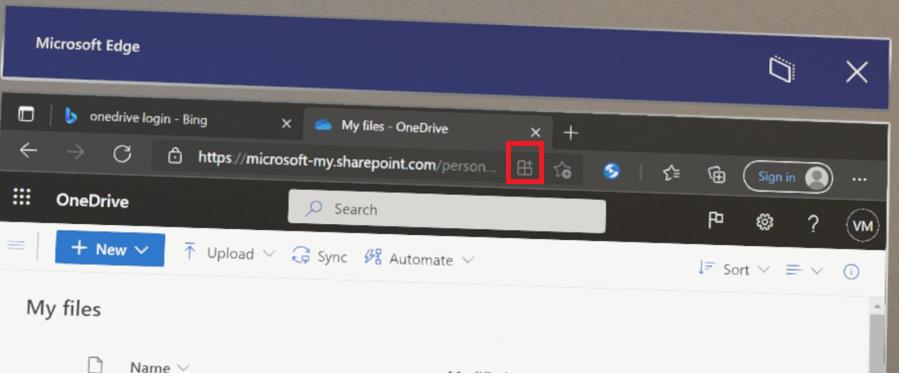 Microsoft Edge
onedrive login - Bing
My files - OneDrive
https://microsoft-my.sharepoint.com/person...
Sign in
OneDrive
Search
VM
New
Upload
Sync
Automate
Sort
My files
Name